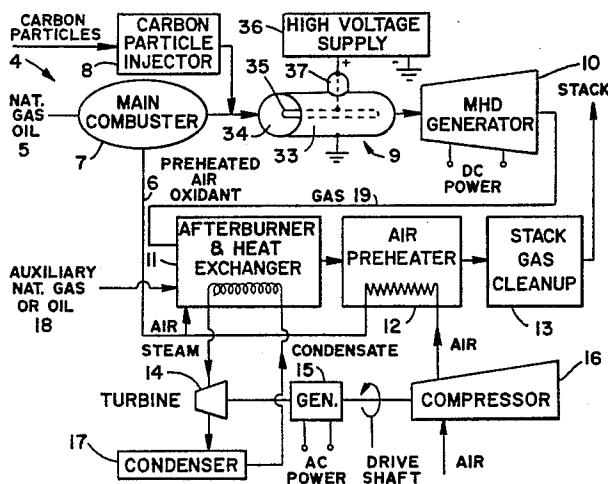 CARBON
PARTICLES
4
CARBON
PARTICLE
INJECTOR
8
36
HIGH VOLTAGE
SUPPLY
+
-
37
10
STACK
NAT.
GAS
OIL
5
MAIN
COMBUSTER
7
35
34
33
9
MHD
GENERATOR
DC
POWER
6
PREHEATED
AIR
OXIDANT
GAS 19
11
AFTERBURNER
& HEAT
EXCHANGER
AIR
PREHEATER
12
STACK
GAS
CLEANUP
13
AUXILIARY
NAT. GAS
OR OIL
18
AIR
STEAM
CONDENSATE
AIR
14
TURBINE
15
GEN.
COMPRESSOR
16
17
CONDENSER
AC
POWER
DRIVE
SHAFT
AIR